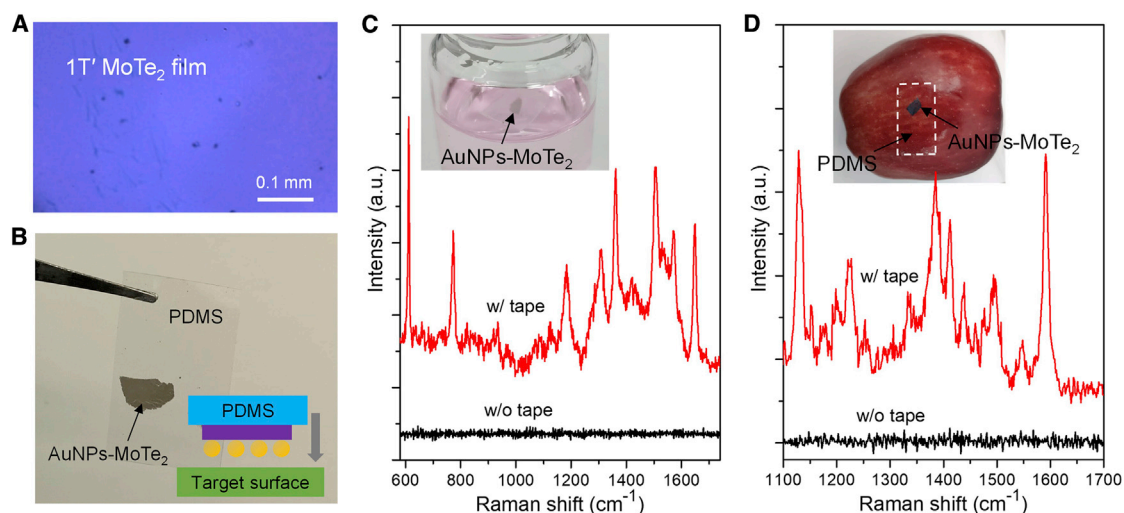 A
1T′ MoTe₂ film
0.1 mm
B
PDMS
AuNPs-MoTe₂
PDMS
Target surface
C
AuNPs-MoTe₂
Intensity (a.u.)
w/ tape
w/o tape
600 800 1000 1200 1400 1600
Raman shift (cm⁻¹)
D
AuNPs-MoTe₂
PDMS
Intensity (a.u.)
w/ tape
w/o tape
1100 1200 1300 1400 1500 1600 1700
Raman shift (cm⁻¹)